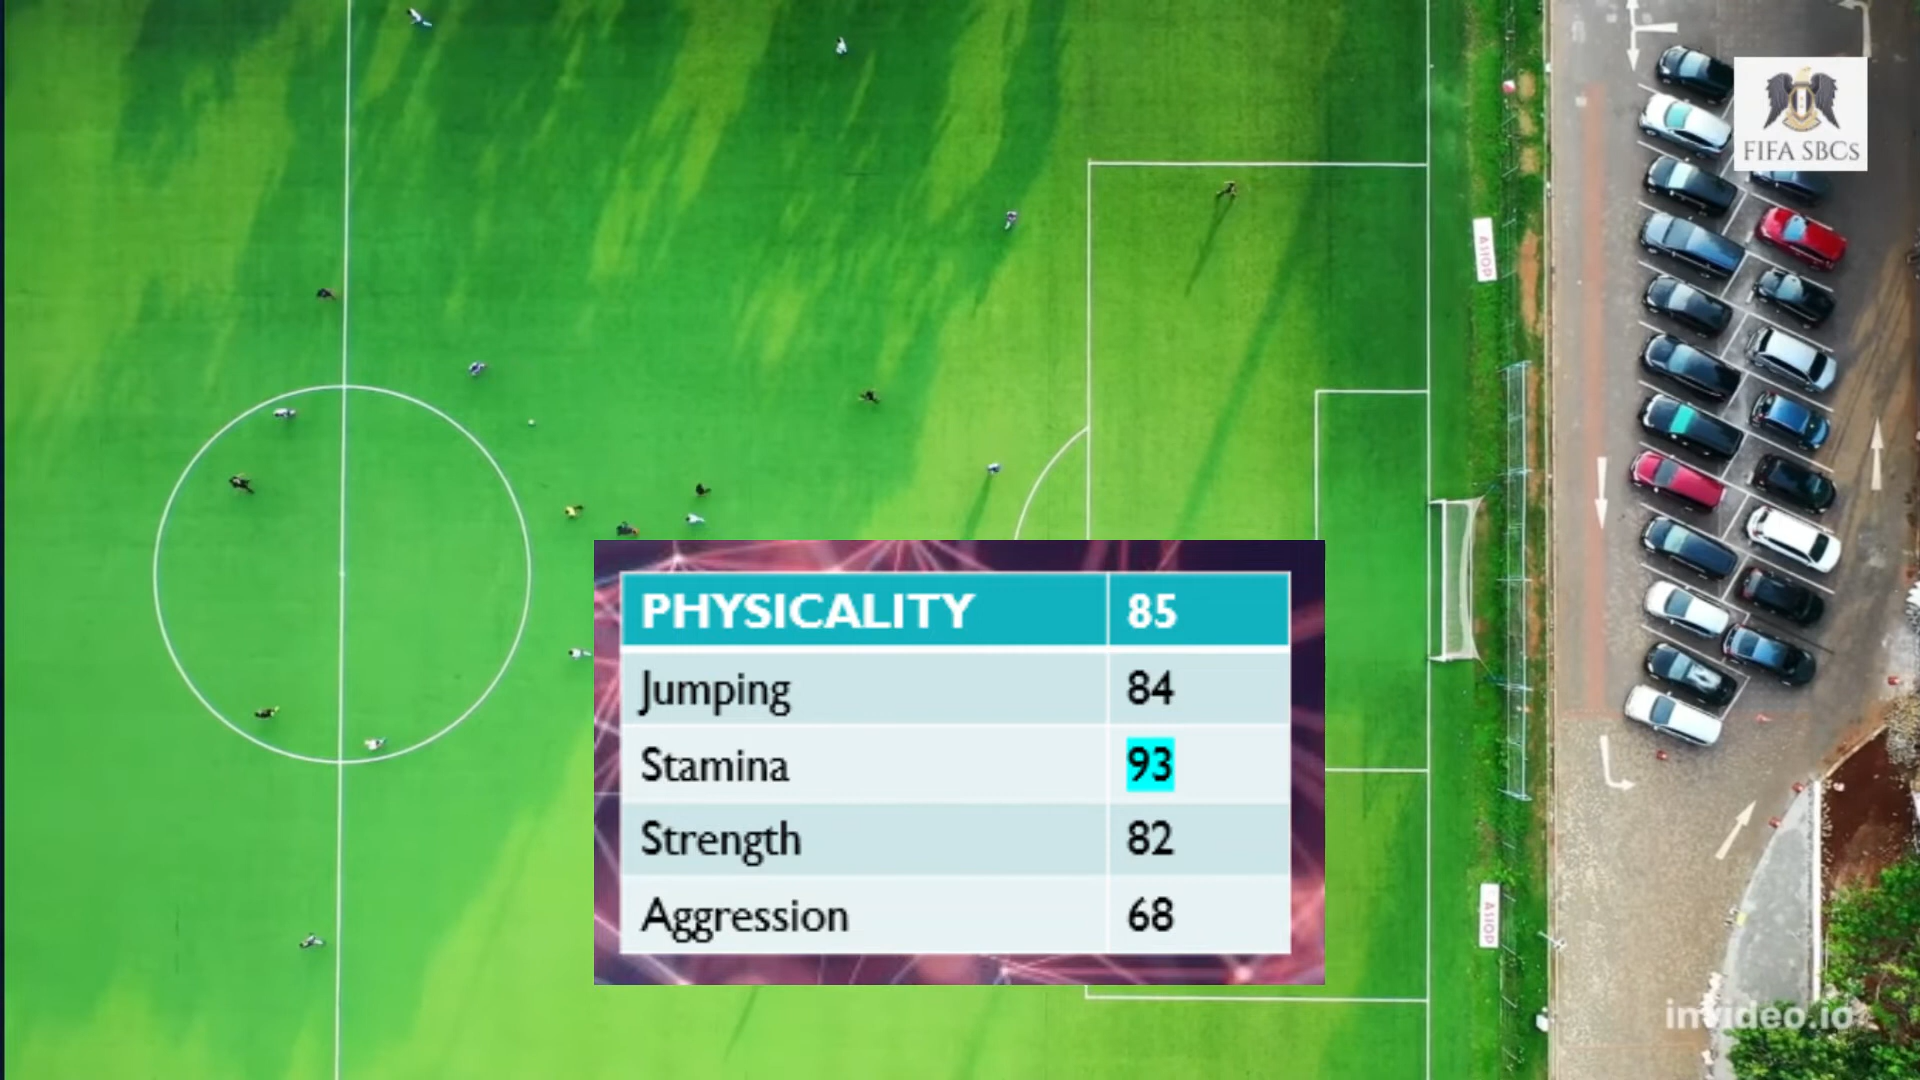 FIFA SBCs
PHYSICALITY 85
Jumping 84
Stamina 93
Strength 82
Aggression 68
invideo.io